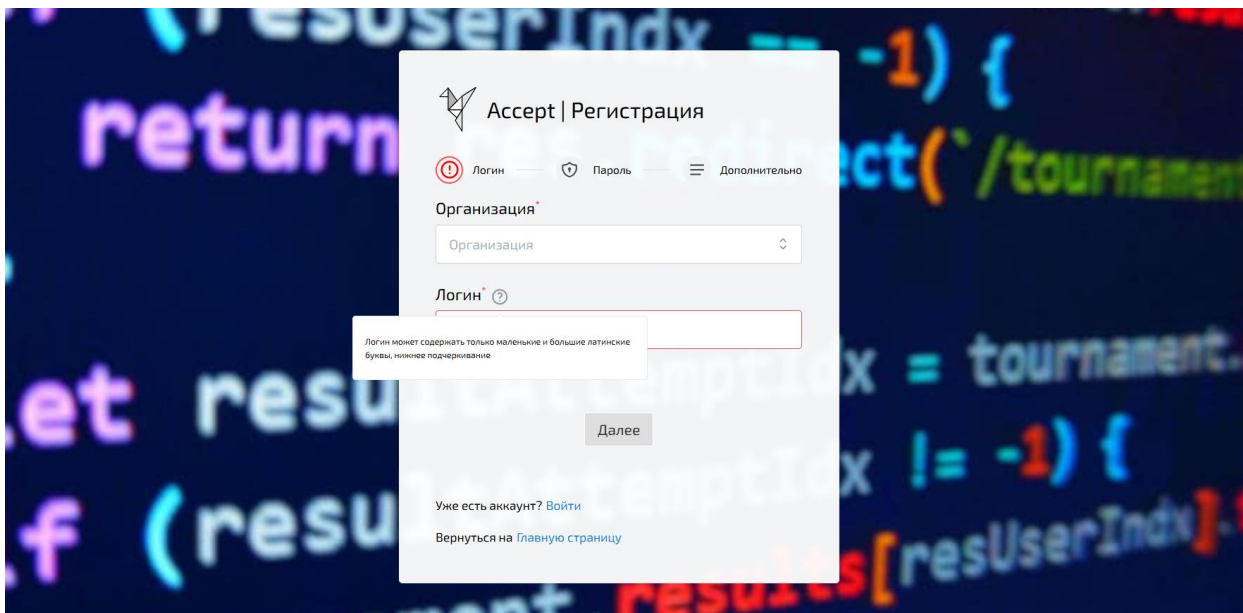 (resUserIndx == -1) {
return res.redirect(`/tournament
Accept | Регистрация
Логин
Пароль
Дополнительно
Организация*
Организация
Логин*
Логин может содержать только маленькие и большие латинские
буквы, нижнее подчеркивание
let resultAttemptIdx = tournament.
if (resultAttemptIdx != -1) {
Далее
results[resUserIndx].
Уже есть аккаунт? Войти
Вернуться на Главную страницу